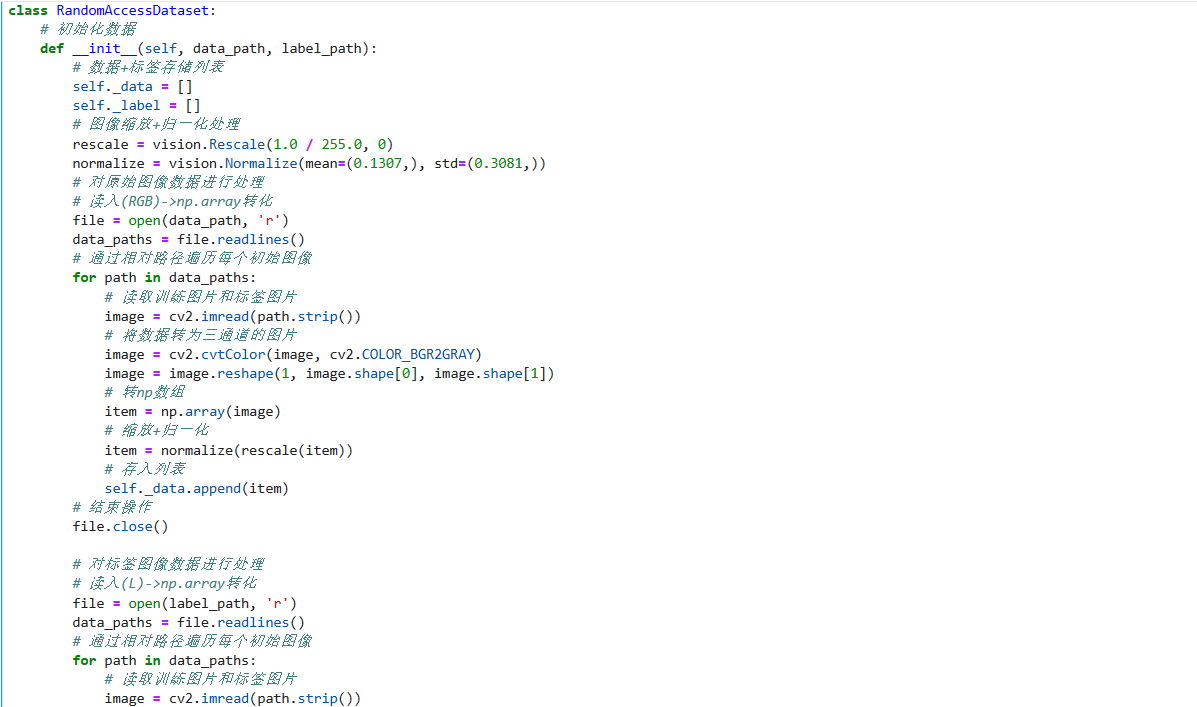 class RandomAccessDataset:
    # 初始化数据
    def __init__(self, data_path, label_path):
        # 数据+标签存储列表
        self._data = []
        self._label = []
        # 图像缩放+归一化处理
        rescale = vision.Rescale(1.0 / 255.0, 0)
        normalize = vision.Normalize(mean=(0.1307,), std=(0.3081,))
        # 对原始图像数据进行处理
        # 读入(RGB)->np.array转化
        file = open(data_path, 'r')
        data_paths = file.readlines()
        # 通过相对路径遍历每个初始图像
        for path in data_paths:
            # 读取训练图片和标签图片
            image = cv2.imread(path.strip())
            # 将数据转为三通道的图片
            image = cv2.cvtColor(image, cv2.COLOR_BGR2GRAY)
            image = image.reshape(1, image.shape[0], image.shape[1])
            # 转np数组
            item = np.array(image)
            # 缩放+归一化
            item = normalize(rescale(item))
            # 存入列表
            self._data.append(item)
        # 结束操作
        file.close()

        # 对标签图像数据进行处理
        # 读入(L)->np.array转化
        file = open(label_path, 'r')
        data_paths = file.readlines()
        # 通过相对路径遍历每个初始图像
        for path in data_paths:
            # 读取训练图片和标签图片
            image = cv2.imread(path.strip())